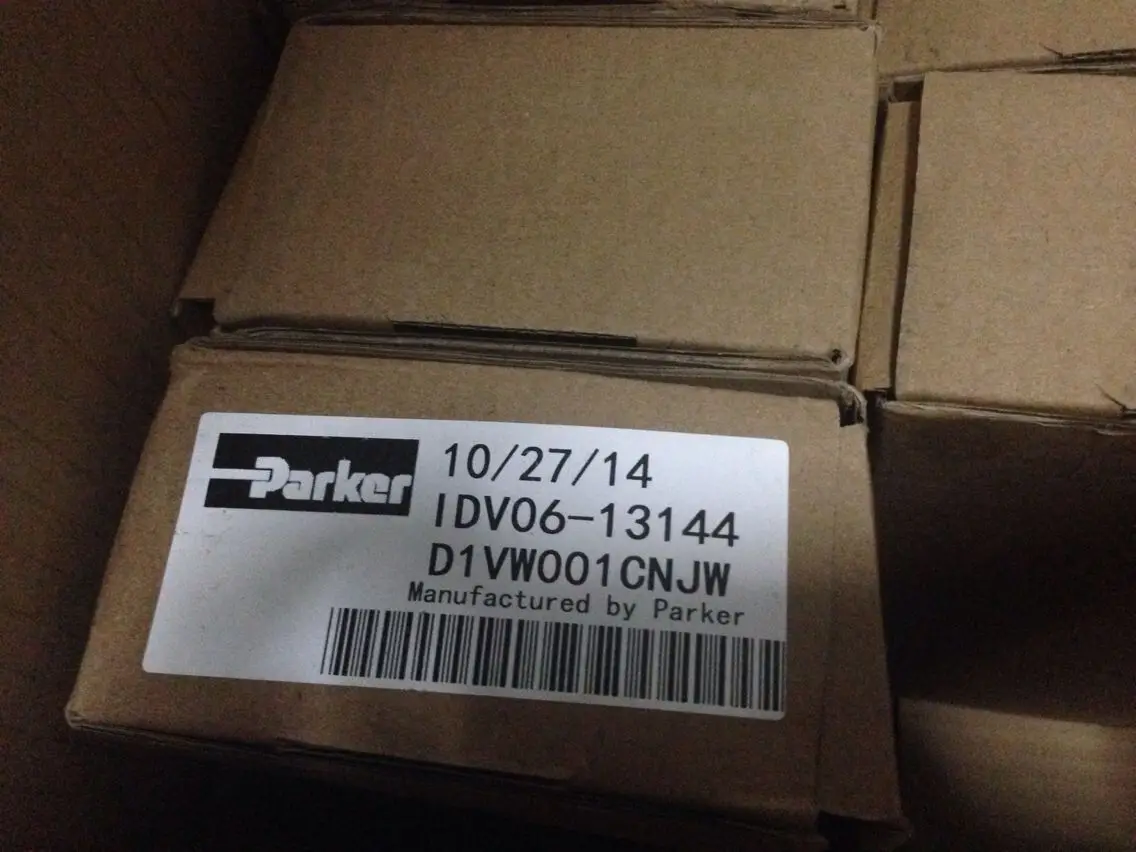 Parker
10/27/14
IDV06-13144
D1VW001CNJW
Manufactured by Parker